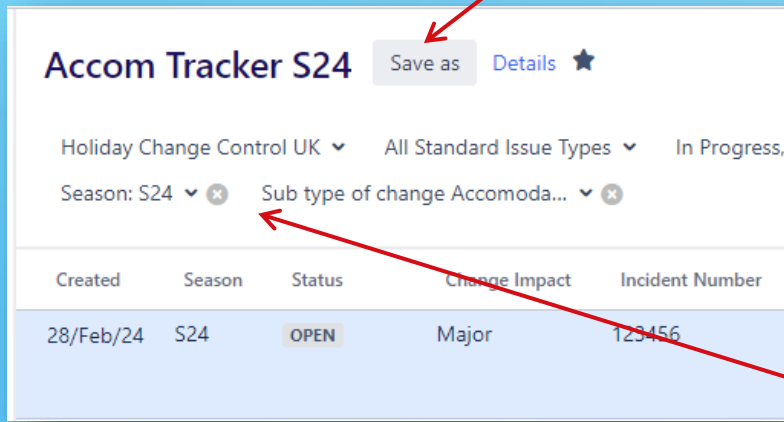 Accom Tracker S24 Save as Details
Holiday Change Control UK All Standard Issue Types In Progress,
Season: S24 Sub type of change Accomoda...
Created Season Status Change Impact Incident Number
28/Feb/24 S24 OPEN Major 123456